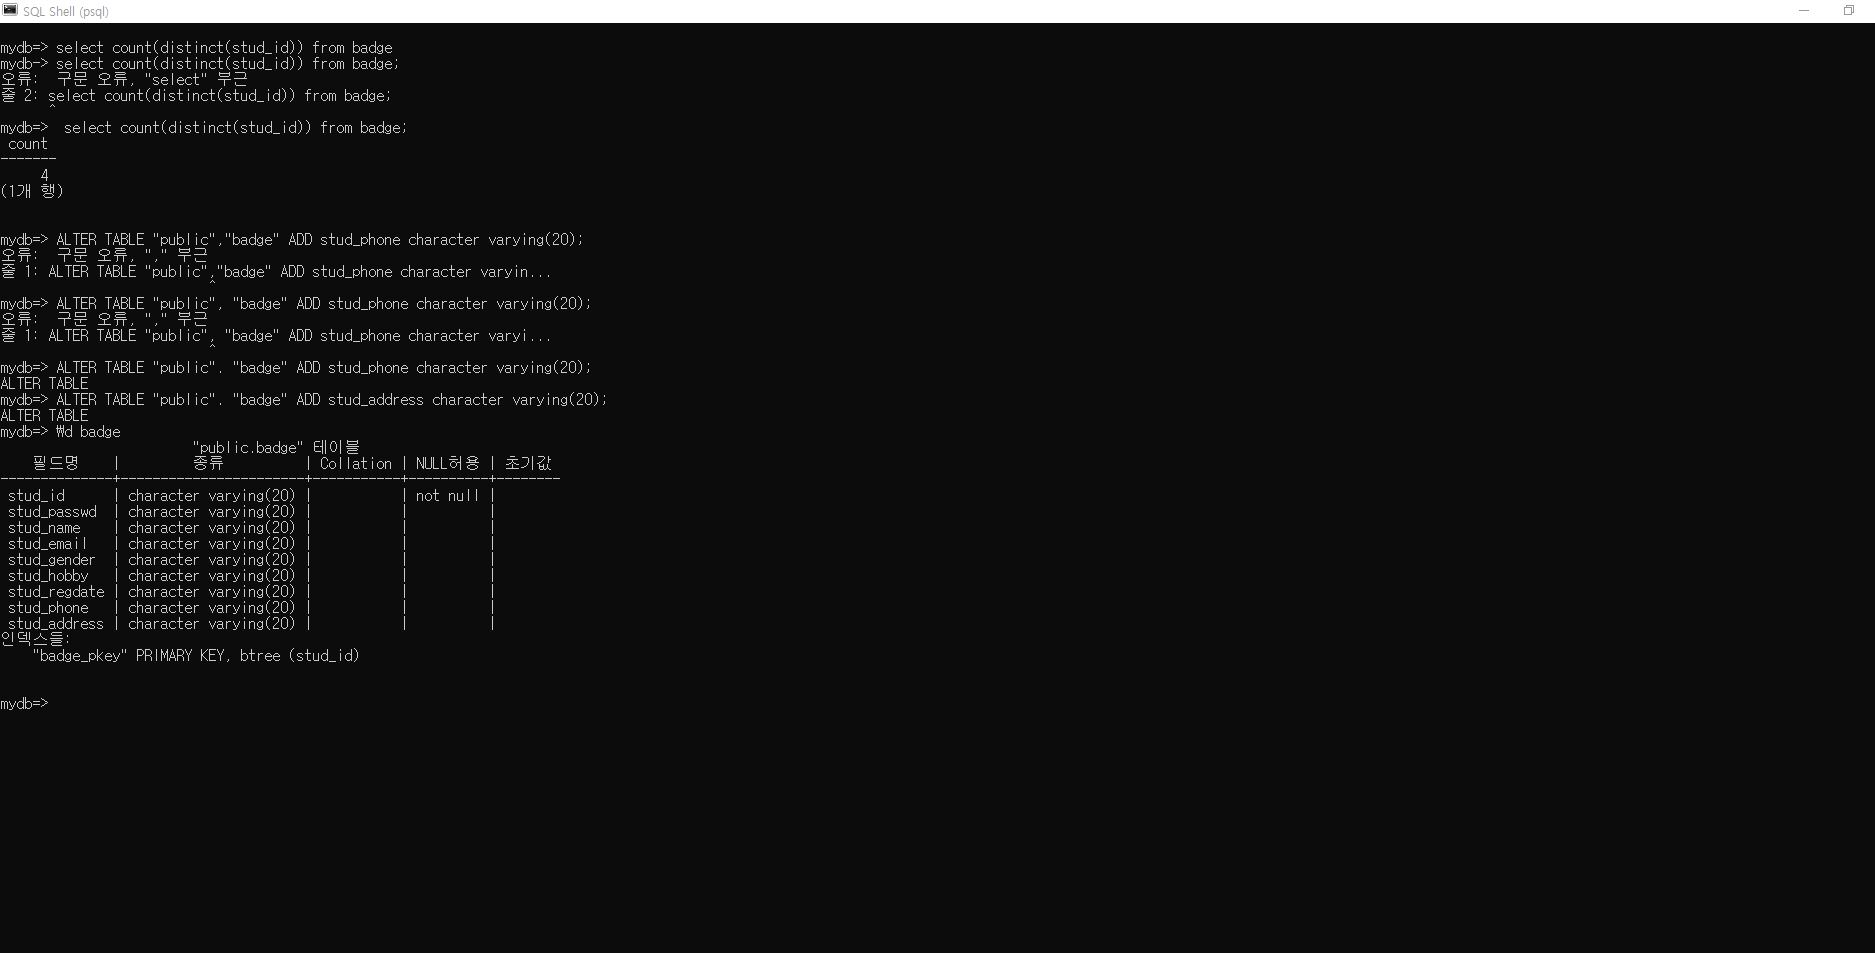 SQL Shell (psql)
mydb=> select count(distinct(stud_id)) from badge
mydb-> select count(distinct(stud_id)) from badge;
오류:  구문 오류, "select" 부근
줄 2: select count(distinct(stud_id)) from badge;
      ^
mydb=>  select count(distinct(stud_id)) from badge;
 count
-------
     4
(1개 행)
mydb=> ALTER TABLE "public","badge" ADD stud_phone character varying(20);
오류:  구문 오류, "," 부근
줄 1: ALTER TABLE "public","badge" ADD stud_phone character varyin...
                          ^
mydb=> ALTER TABLE "public", "badge" ADD stud_phone character varying(20);
오류:  구문 오류, "," 부근
줄 1: ALTER TABLE "public", "badge" ADD stud_phone character varyi...
                          ^
mydb=> ALTER TABLE "public". "badge" ADD stud_phone character varying(20);
ALTER TABLE
mydb=> ALTER TABLE "public". "badge" ADD stud_address character varying(20);
ALTER TABLE
mydb=> ₩d badge
                        "public.badge" 테이블
    필드명    |         종류          | Collation | NULL허용 | 초기값
--------------+-----------------------+-----------+----------+--------
 stud_id      | character varying(20) |           | not null |
 stud_passwd  | character varying(20) |           |          |
 stud_name    | character varying(20) |           |          |
 stud_email   | character varying(20) |           |          |
 stud_gender  | character varying(20) |           |          |
 stud_hobby   | character varying(20) |           |          |
 stud_regdate | character varying(20) |           |          |
 stud_phone   | character varying(20) |           |          |
 stud_address | character varying(20) |           |          |
인덱스들:
    "badge_pkey" PRIMARY KEY, btree (stud_id)
mydb=>